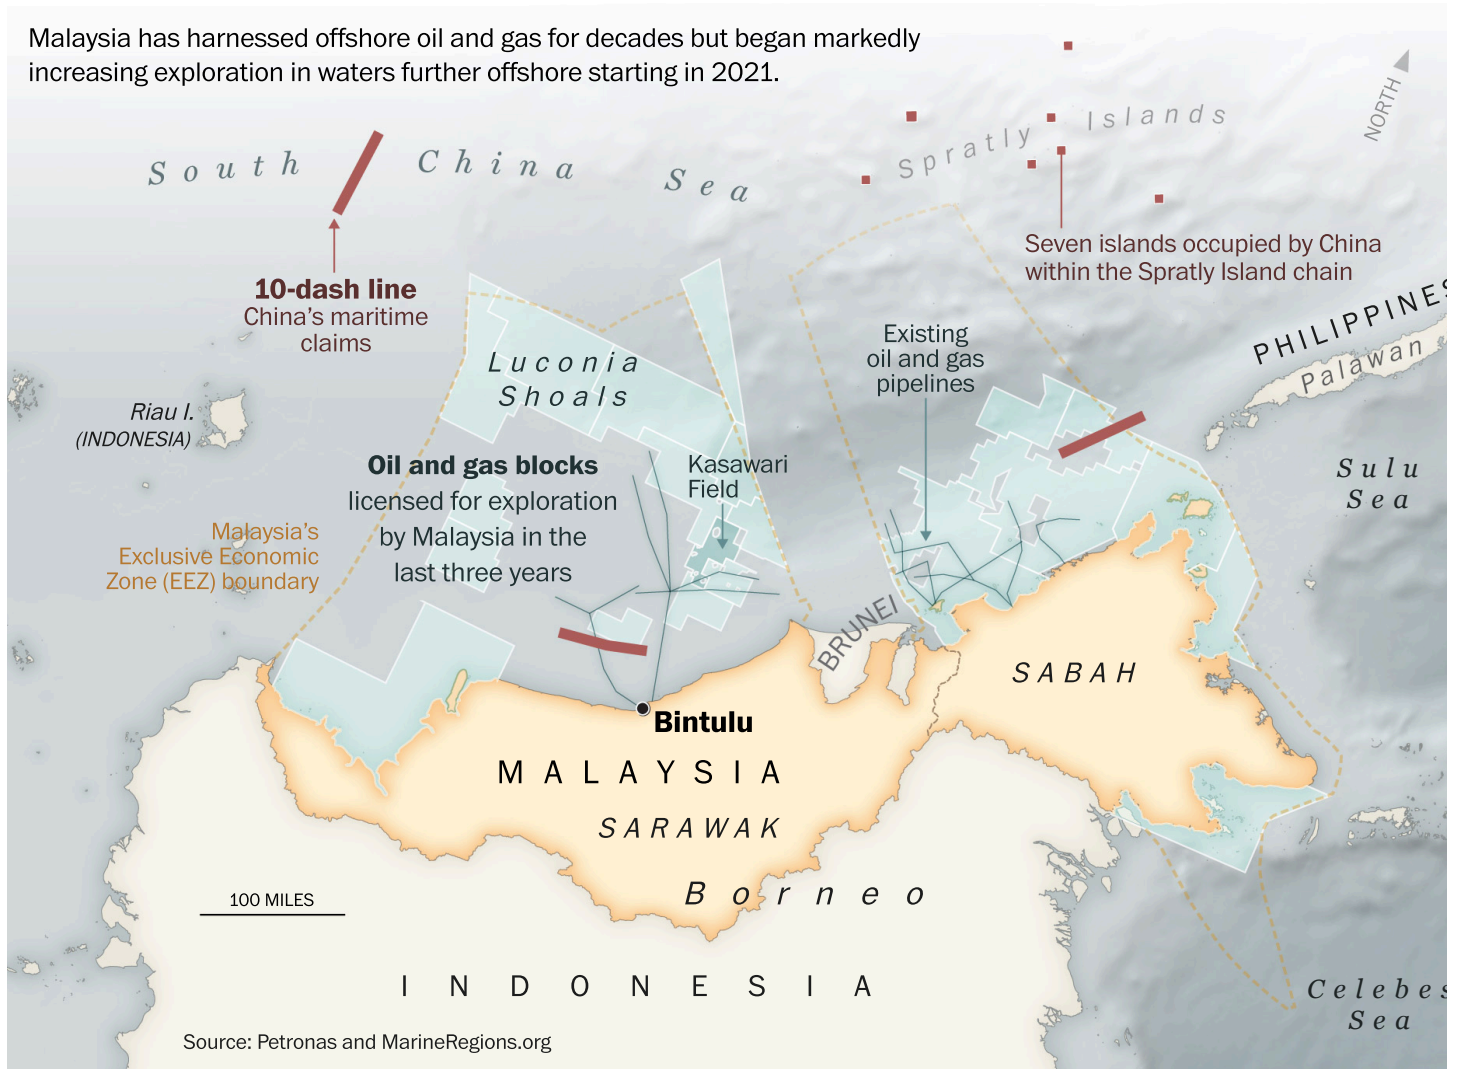 Malaysia has harnessed offshore oil and gas for decades but began markedly
increasing exploration in waters further offshore starting in 2021.
NORTH
Spratly Islands
South China Sea
Seven islands occupied by China
within the Spratly Island chain
10-dash line
China's maritime
claims
PHILIPPINES
Palawan
Existing
oil and gas
pipelines
Luconia
Shoals
Riau I.
(INDONESIA)
Oil and gas blocks
licensed for exploration
by Malaysia in the
last three years
Kasawari
Field
Sulu
Sea
Malaysia's
Exclusive Economic
Zone (EEZ) boundary
BRUNEI
SABAH
Bintulu
MALAYSIA
SARAWAK
Borneo
100 MILES
INDONESIA
Celebes
Sea
Source: Petronas and MarineRegions.org